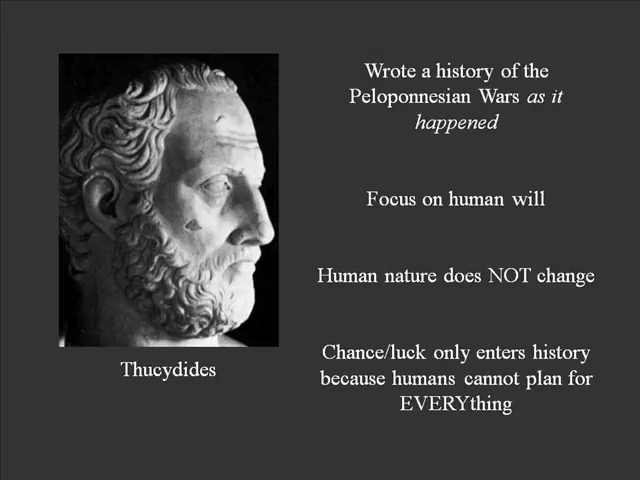 Wrote a history of the
Peloponnesian Wars as it
happened
Focus on human will
Human nature does NOT change
Chance/luck only enters history
because humans cannot plan for
EVERYthing
Thucydides